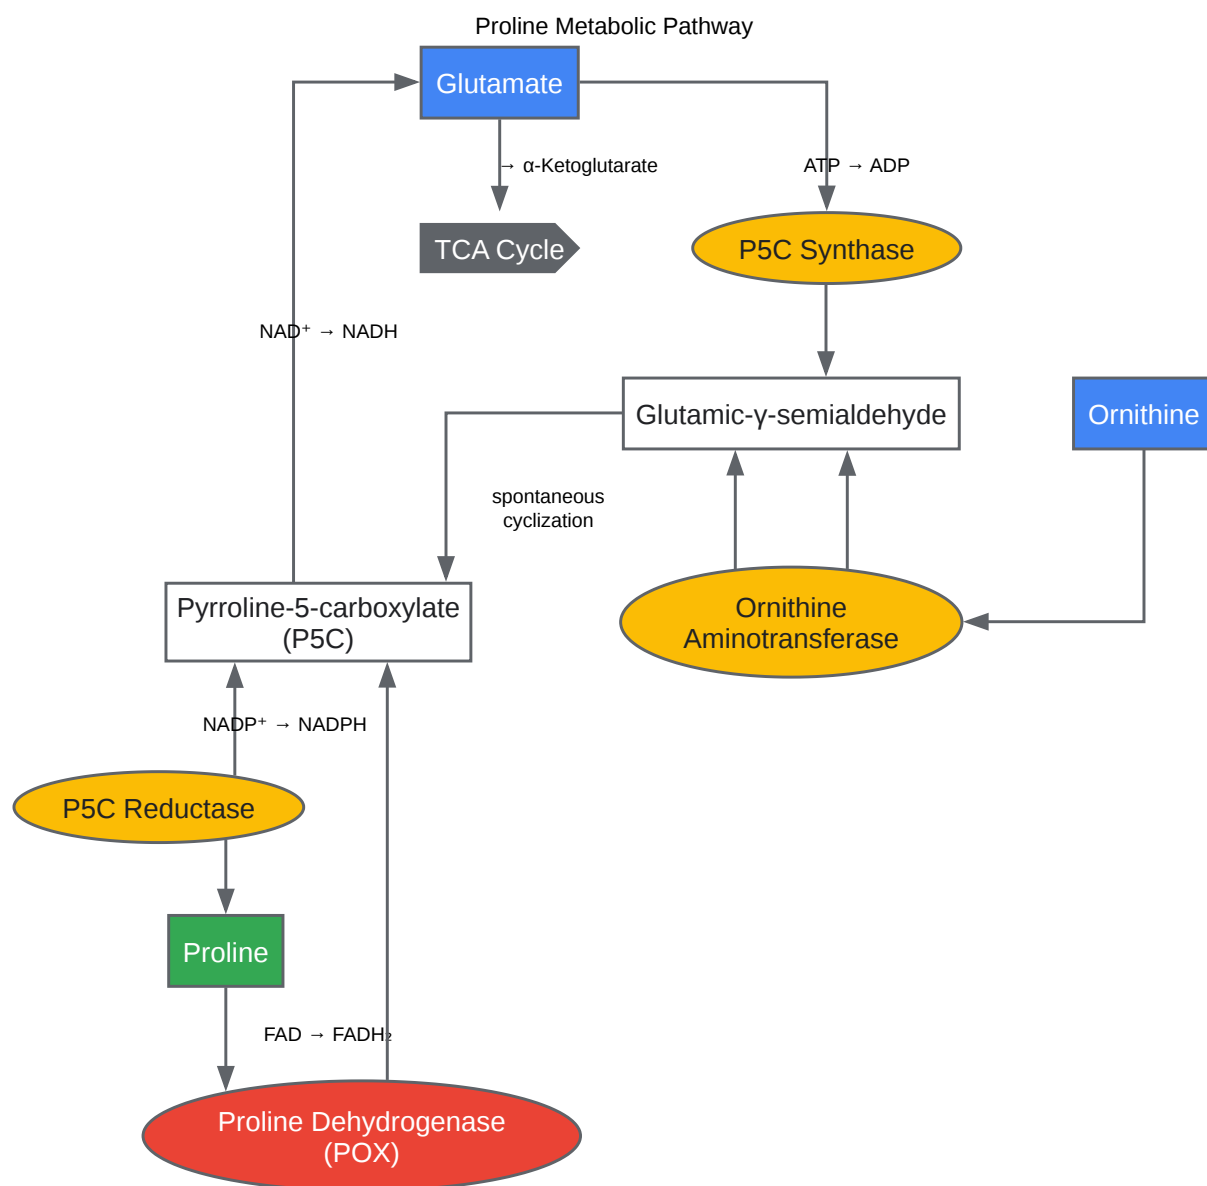 Proline Metabolic Pathway
Glutamate
→ α-Ketoglutarate
ATP → ADP
TCA Cycle
P5C Synthase
NAD⁺ → NADH
Glutamic-γ-semialdehyde
Ornithine
spontaneous
cyclization
Pyrroline-5-carboxylate
(P5C)
Ornithine
Aminotransferase
NADP⁺ → NADPH
P5C Reductase
Proline
FAD → FADH₂
Proline Dehydrogenase
(POX)